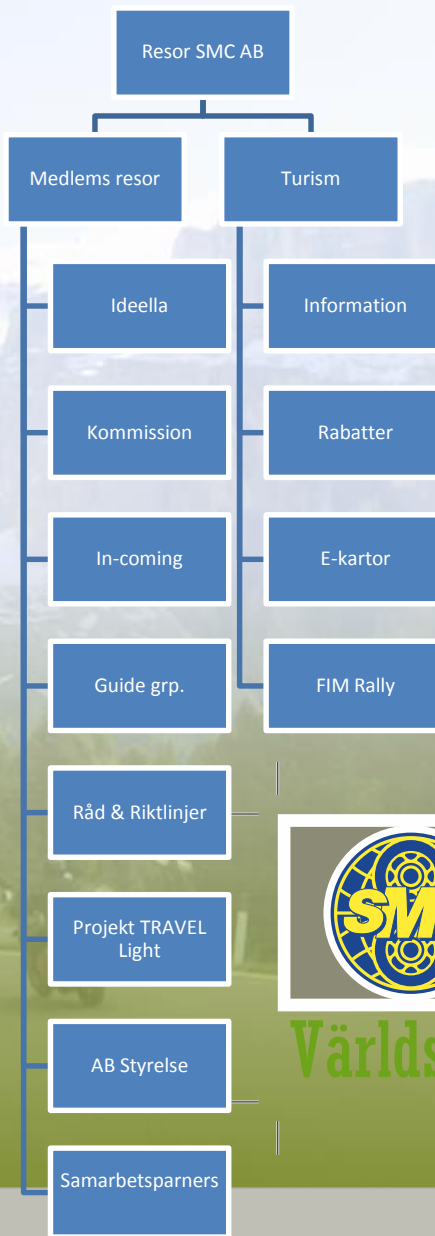 Resor SMC AB
Medlems resor
Turism
Ideella
Information
Kommission
Rabatter
In-coming
E-kartor
Guide grp.
FIM Rally
Råd & Riktlinjer
Projekt TRAVEL
Light
SM
Världs
AB Styrelse
Samarbetsparners